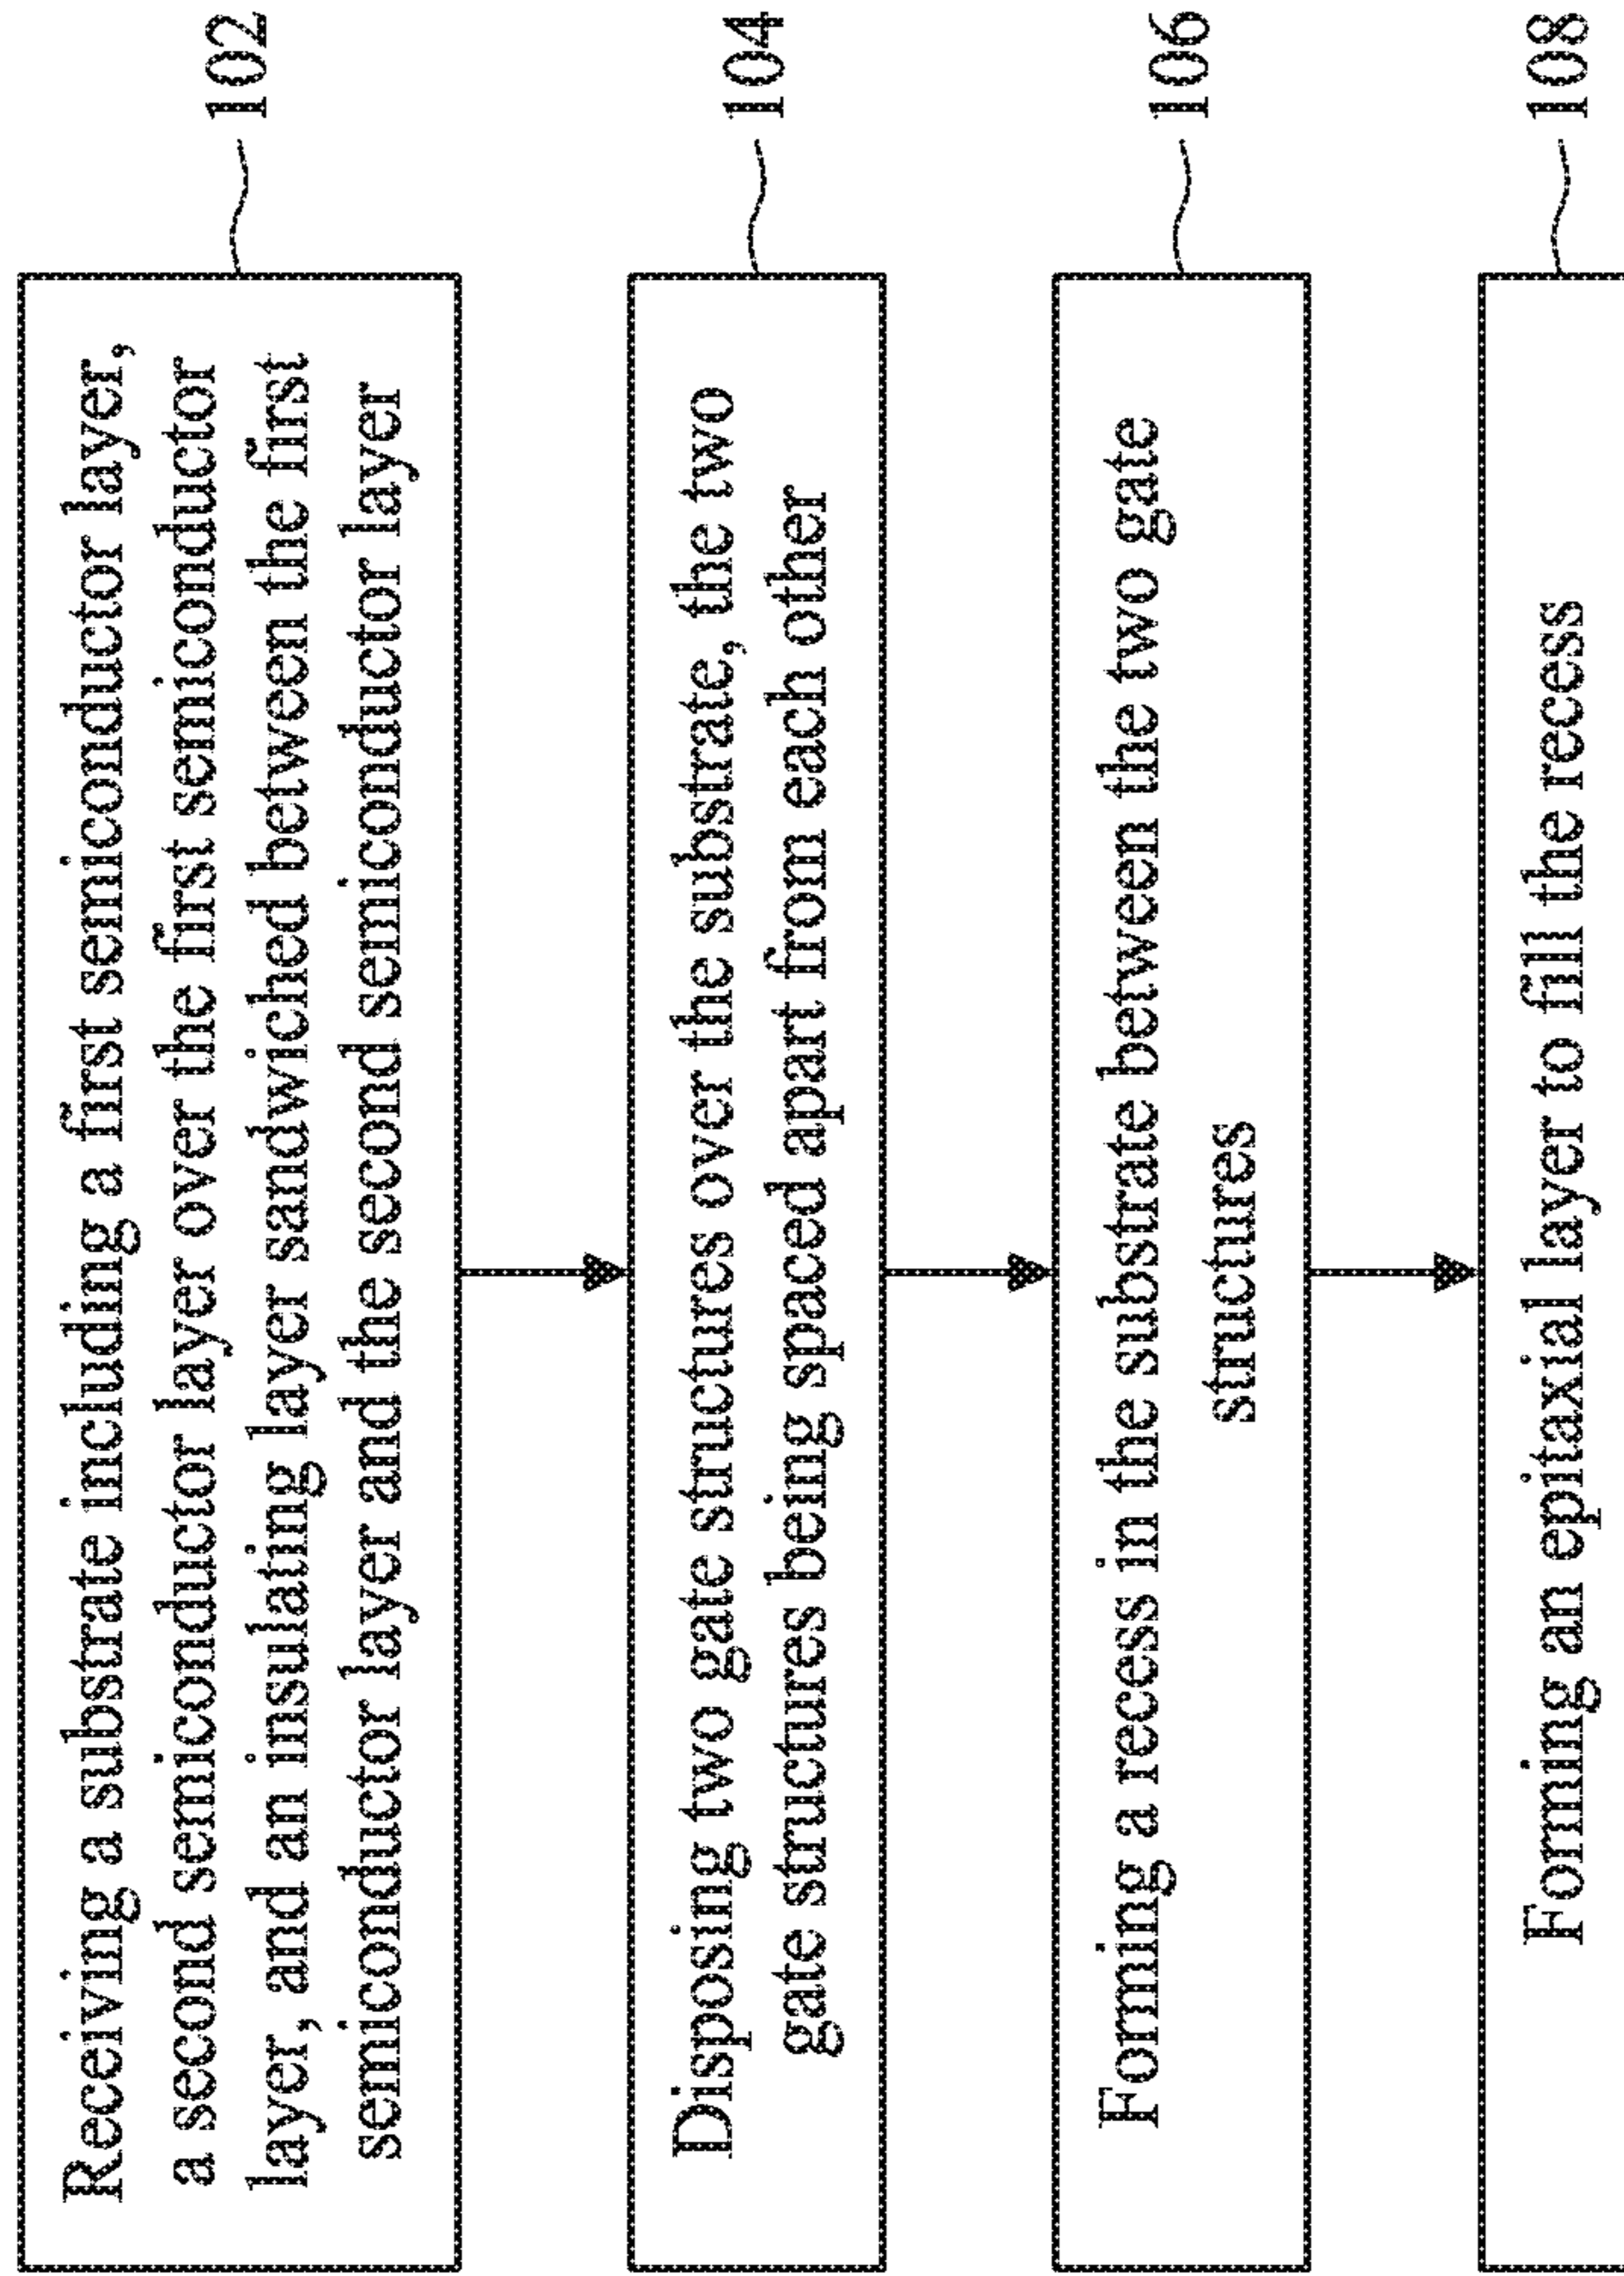 Receiving a substrate including a first semiconductor layer,
a second semiconductor layer over the first semiconductor
layer, and an insulating layer sandwiched between the first
semiconductor layer and the second semiconductor layer
102
Disposing two gate structures over the substrate, the two
gate structures being spaced apart from each other
104
Forming a recess in the substrate between the two gate
structures
106
Forming an epitaxial layer to fill the recess
108